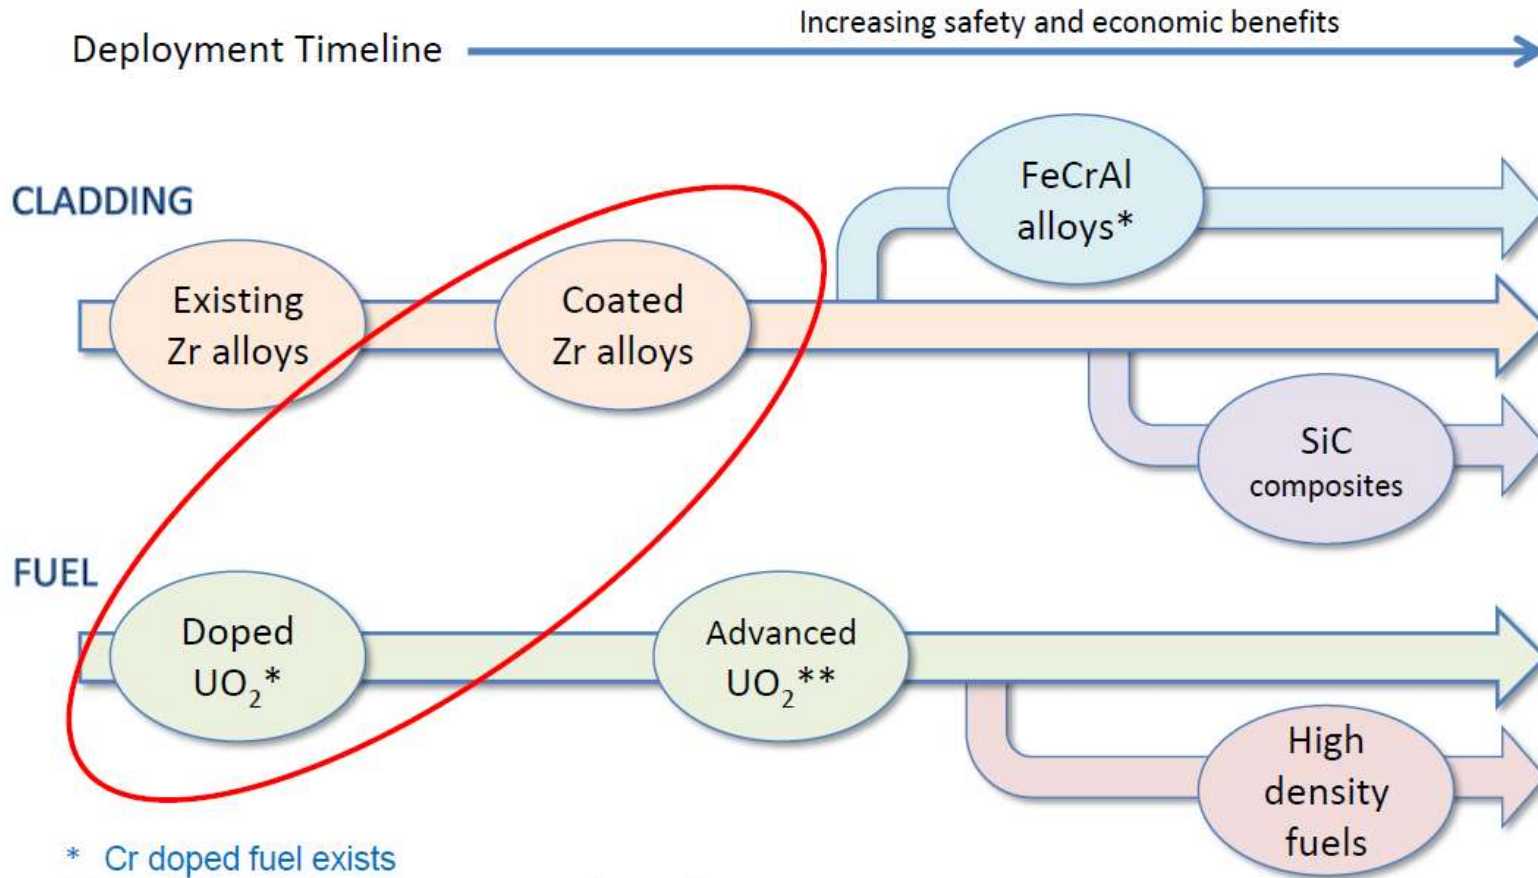 Deployment Timeline
Increasing safety and economic benefits
CLADDING
FeCrAl
alloys*
Existing
Zr alloys
Coated
Zr alloys
SiC
composites
FUEL
Doped
UO₂*
Advanced
UO₂**
High
density
fuels
* Cr doped fuel exists